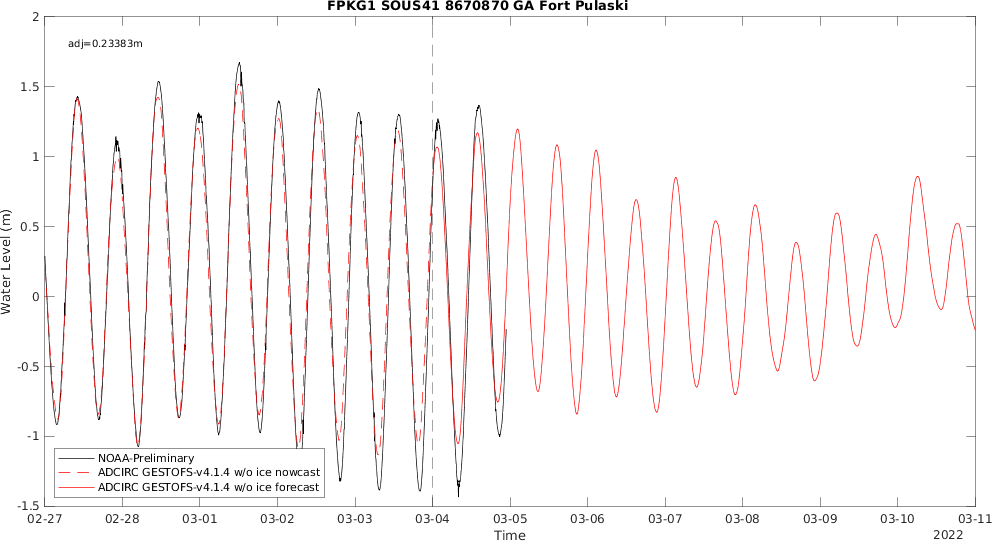 FPKG1 SOUS41 8670870 GA Fort Pulaski
adj=0.23383m
2
1.5
1
0.5
0
-0.5
-1
-1.5
Water Level (m)
NOAA-Preliminary
ADCIRC GESTOFS-v4.1.4 w/o ice nowcast
ADCIRC GESTOFS-v4.1.4 w/o ice forecast
02-27 02-28 03-01 03-02 03-03 03-04 03-05 03-06 03-07 03-08 03-09 03-10 03-11
Time
2022